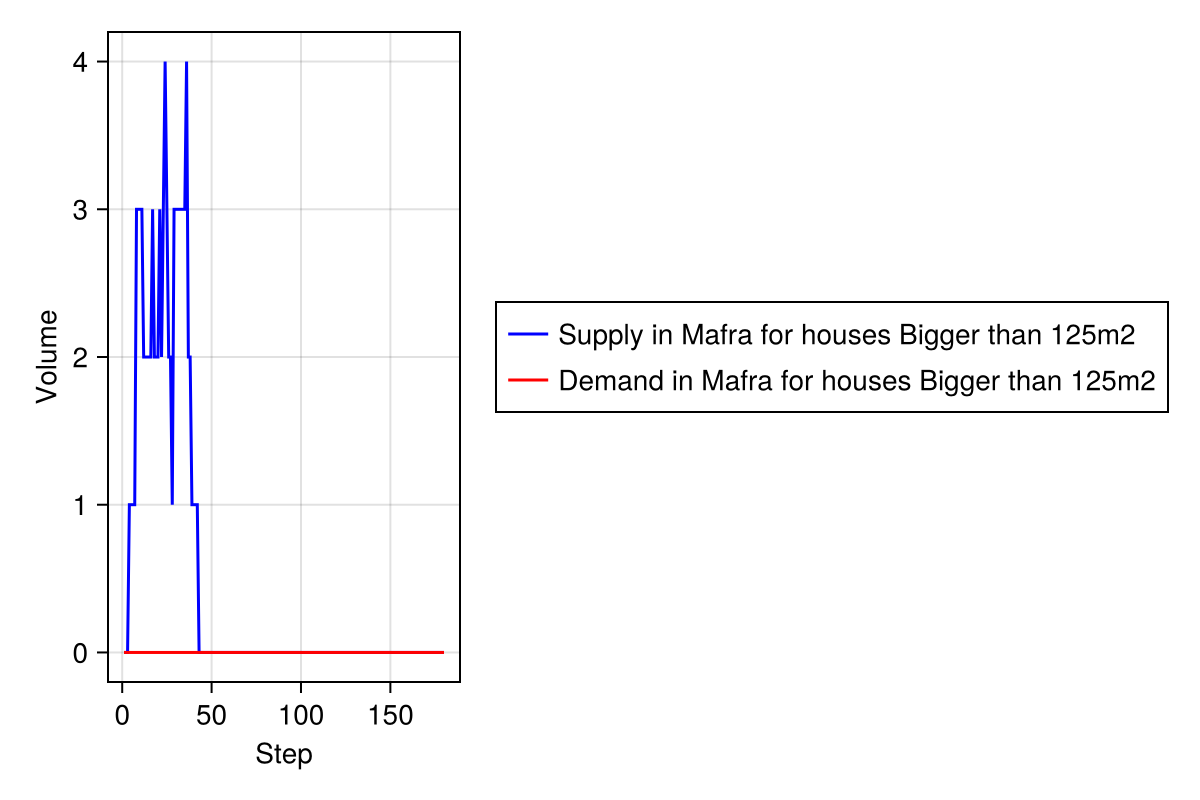 4
3
2
1
0
Volume
0 50 100 150
Step
Supply in Mafra for houses Bigger than 125m2
Demand in Mafra for houses Bigger than 125m2